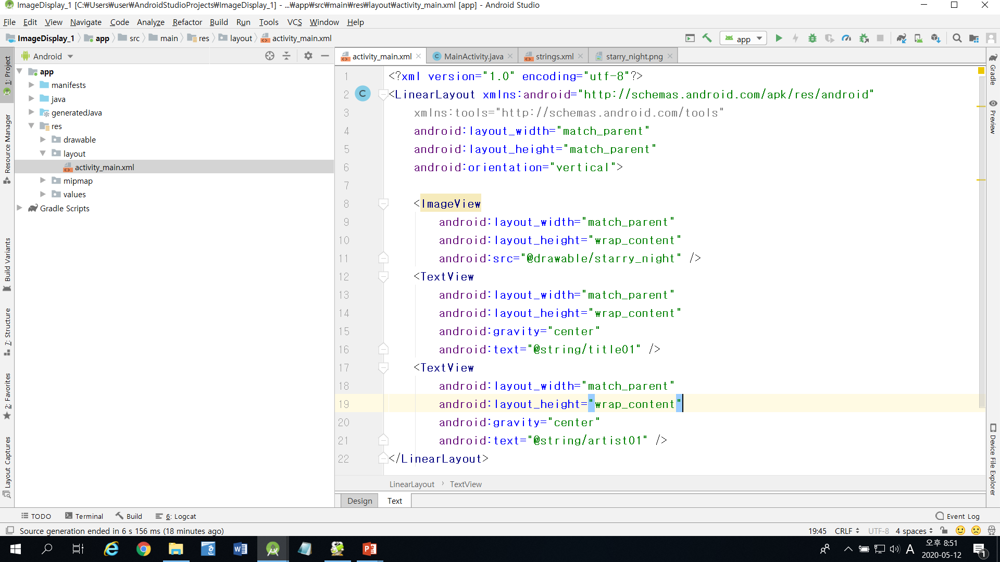 ImageDisplay_1 [C:₩Users₩user₩AndroidStudioProjects₩ImageDisplay_1] - ...₩app₩src₩main₩res₩layout₩activity_main.xml [app] - Android Studio
File Edit View Navigate Code Analyze Refactor Build Run Tools VCS Window Help
ImageDisplay_1 app src main res layout activity_main.xml
app
Android
activity_main.xml MainActivity.java strings.xml starry_night.png
app
manifests
java
generatedJava
res
drawable
layout
activity_main.xml
mipmap
values
Gradle Scripts
1: Project
Resource Manager
Build Variants
7: Structure
2: Favorites
Layout Captures
1 <?xml version="1.0" encoding="utf-8"?>
2 <LinearLayout xmlns:android="http://schemas.android.com/apk/res/android"
3 xmlns:tools="http://schemas.android.com/tools"
4 android:layout_width="match_parent"
5 android:layout_height="match_parent"
6 android:orientation="vertical">
7
8 <ImageView
9 android:layout_width="match_parent"
10 android:layout_height="wrap_content"
11 android:src="@drawable/starry_night" />
12 <TextView
13 android:layout_width="match_parent"
14 android:layout_height="wrap_content"
15 android:gravity="center"
16 android:text="@string/title01" />
17 <TextView
18 android:layout_width="match_parent"
19 android:layout_height="wrap_content"
20 android:gravity="center"
21 android:text="@string/artist01" />
22 </LinearLayout>
LinearLayout › TextView
Design Text
Gradle
Preview
Device File Explorer
TODO Terminal Build 6: Logcat Event Log
Source generation ended in 6 s 156 ms (18 minutes ago) 19:45 CRLF UTF-8 4 spaces
A
오후 8:51
2020-05-12
1